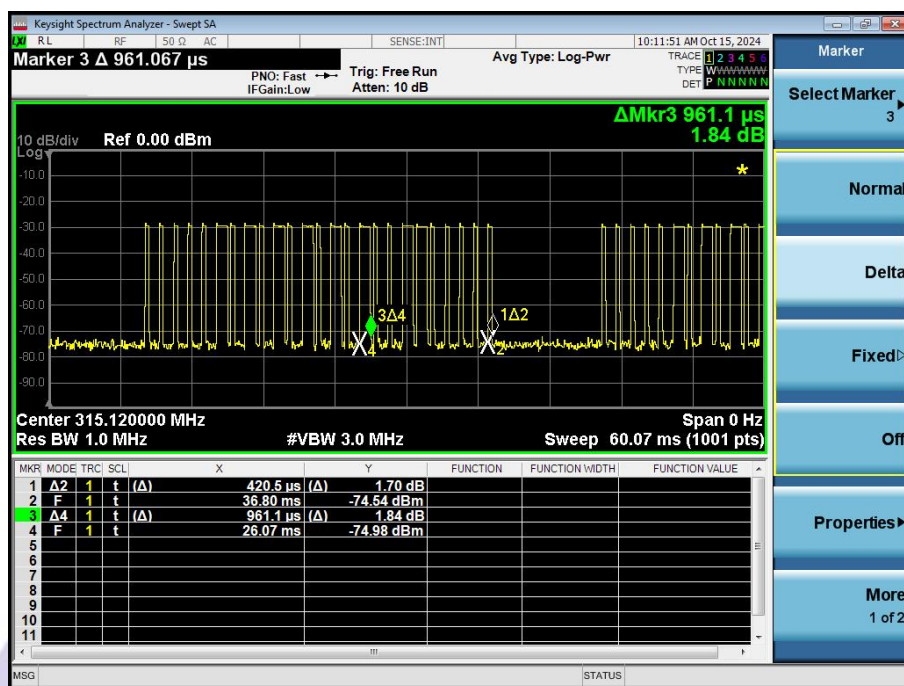 Keysight Spectrum Analyzer - Swept SA
LXI RL RF 50 Ω AC SENSE:INT 10:11:51 AM Oct 15, 2024
Marker 3 Δ 961.067 µs
PNO: Fast
IFGain:Low
Trig: Free Run
Atten: 10 dB
Avg Type: Log-Pwr
TRACE 1 2 3 4 5 6
TYPE WWWWWW
DET P N N N N N
ΔMkr3 961.1 µs
1.84 dB
10 dB/div Ref 0.00 dBm
Log
-10.0
-20.0
-30.0
-40.0
-50.0
-60.0
-70.0
-80.0
-90.0
3Δ4
1Δ2
4
2
*
Center 315.120000 MHz Span 0 Hz
Res BW 1.0 MHz #VBW 3.0 MHz Sweep 60.07 ms (1001 pts)
MKR MODE TRC SCL X Y FUNCTION FUNCTION WIDTH FUNCTION VALUE
1 Δ2 1 t (Δ) 420.5 µs (Δ) 1.70 dB
2 F 1 t 36.80 ms -74.54 dBm
3 Δ4 1 t (Δ) 961.1 µs (Δ) 1.84 dB
4 F 1 t 26.07 ms -74.98 dBm
5
6
7
8
9
10
11
MSG STATUS
Marker
Select Marker
3
Normal
Delta
Fixed
Off
Properties
More
1 of 2